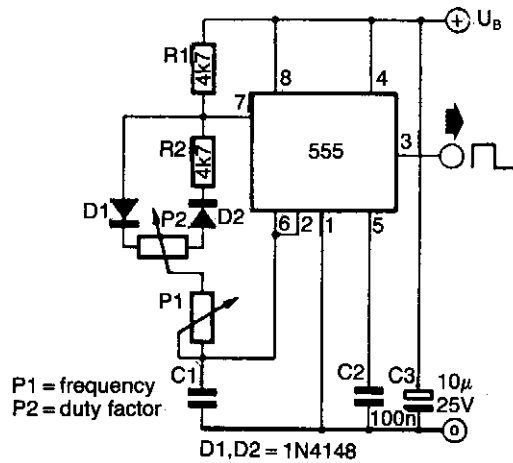 U_B
R1
4k7
8
4
7
R2
4k7
555
3
D1
P2
D2
6
2
1
5
P1
C1
C2
C3
10µ
25V
100n
P1 = frequency
P2 = duty factor
D1,D2 = 1N4148
0